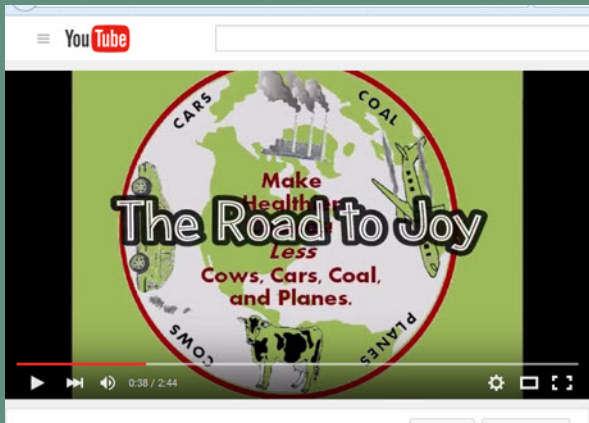 YouTube
CARS
COAL
Make
Healthier
The Road to Joy
Less
Cows, Cars, Coal,
and Planes.
COWS
PLANES
0:38 / 2:44